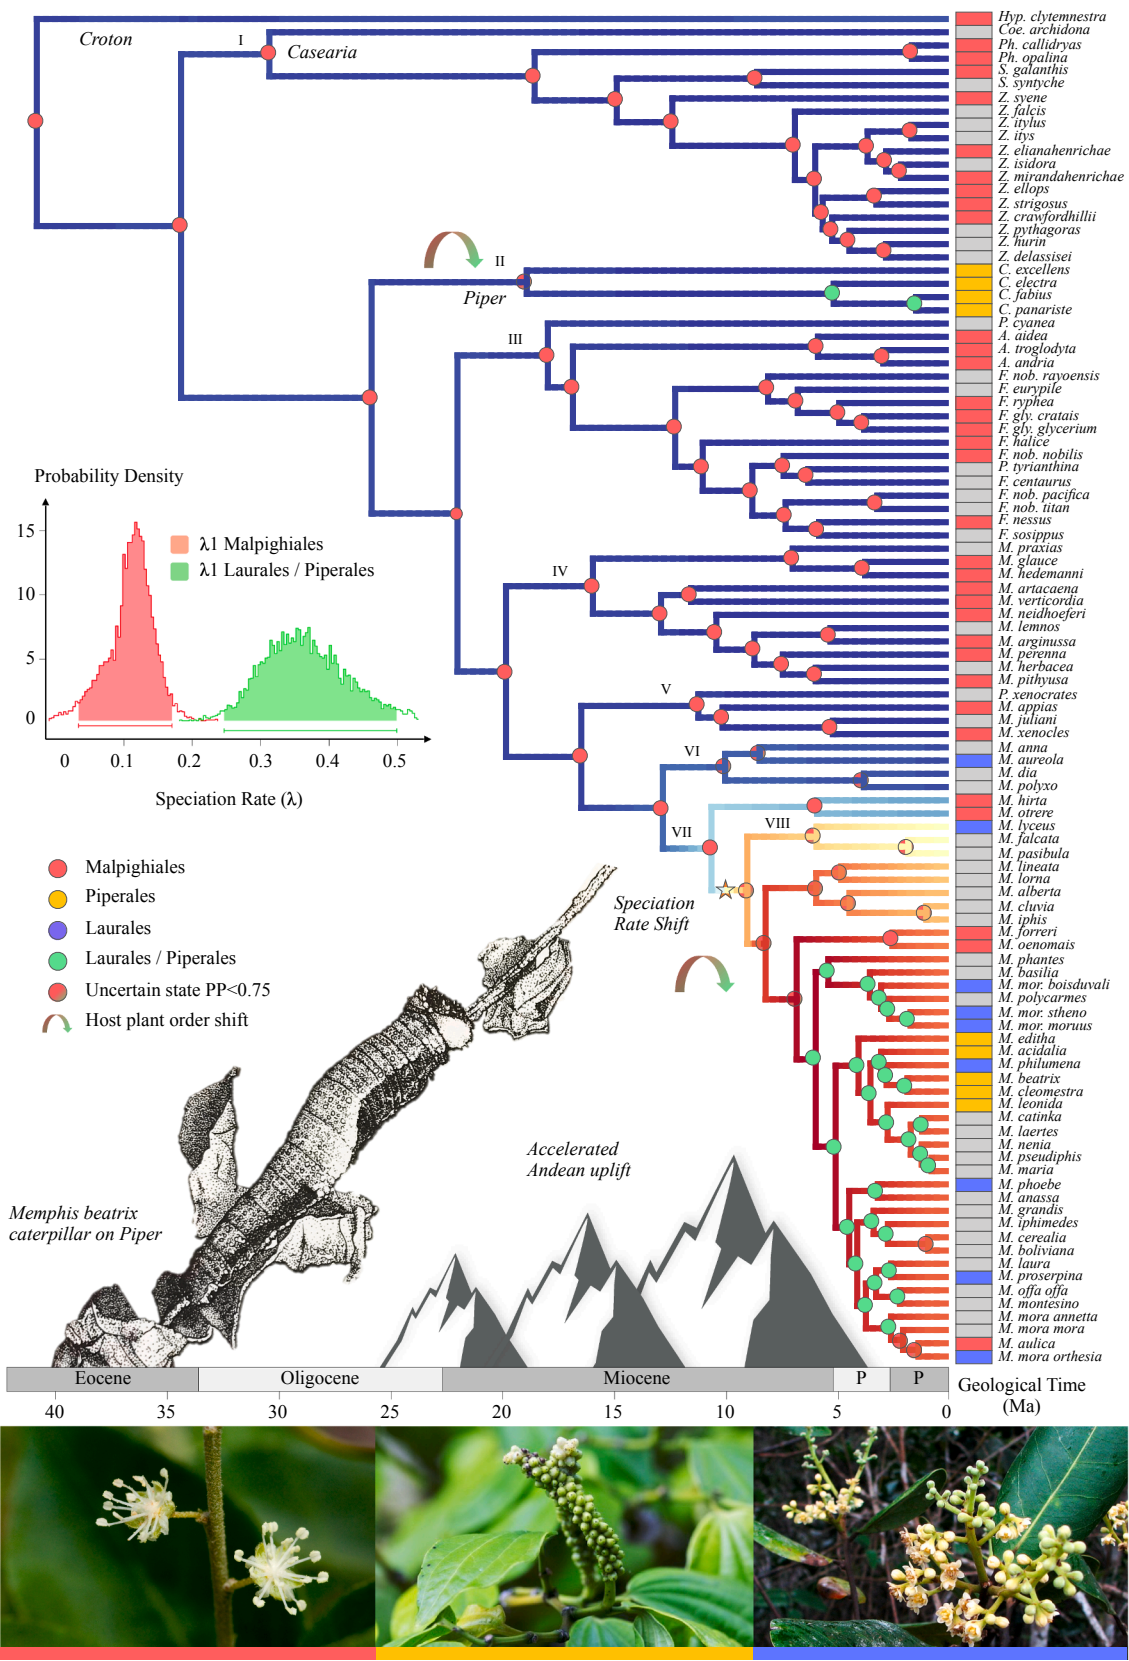 Croton
I
Casearia
II
Piper
III
IV
V
VI
VII
VIII
Hyp. clytemnestra
Coe. archidona
Ph. callidryas
Ph. opalina
S. galanthis
S. syntyche
Z. syene
Z. falcis
Z. itylus
Z. itys
Z. elianahenrichae
Z. isidora
Z. mirandahenrichae
Z. ellops
Z. strigosus
Z. crawfordhillii
Z. pythagoras
Z. hurin
Z. delassisei
C. excellens
C. electra
C. fabius
C. panariste
P. cyanea
A. aidea
A. troglodyta
A. andria
F. nob. rayoensis
F. eurypile
F. ryphea
F. gly. cratais
F. gly. glycerium
F. halice
F. nob. nobilis
P. tyrianthina
F. centaurus
F. nob. pacifica
F. nob. titan
F. nessus
F. sosippus
M. praxias
M. glauce
M. hedemanni
M. artacaena
M. verticordia
M. neidhoeferi
M. lemnos
M. arginussa
M. perenna
M. herbacea
M. pithyusa
P. xenocrates
M. appias
M. juliani
M. xenocles
M. anna
M. aureola
M. dia
M. polyxo
M. hirta
M. otrere
M. lyceus
M. falcata
M. pasibula
M. lineata
M. lorna
M. alberta
M. cluvia
M. iphis
M. forreri
M. oenomais
M. phantes
M. basilia
M. mor. boisduvali
M. polycarmes
M. mor. stheno
M. mor. moruus
M. editha
M. acidalia
M. philumena
M. beatrix
M. cleomestra
M. leonida
M. catinka
M. laertes
M. nenia
M. pseudiphis
M. maria
M. phoebe
M. anassa
M. grandis
M. iphimedes
M. cerealia
M. boliviana
M. laura
M. proserpina
M. offa offa
M. montesino
M. mora annetta
M. mora mora
M. aulica
M. mora orthesia
Probability Density
15
10
5
0
λ1 Malpighiales
λ1 Laurales / Piperales
0 0.1 0.2 0.3 0.4 0.5
Speciation Rate (λ)
Malpighiales
Piperales
Laurales
Laurales / Piperales
Uncertain state PP<0.75
Host plant order shift
Speciation
Rate Shift
Accelerated
Andean uplift
Memphis beatrix
caterpillar on Piper
Eocene Oligocene Miocene P P
Geological Time
(Ma)
40 35 30 25 20 15 10 5 0